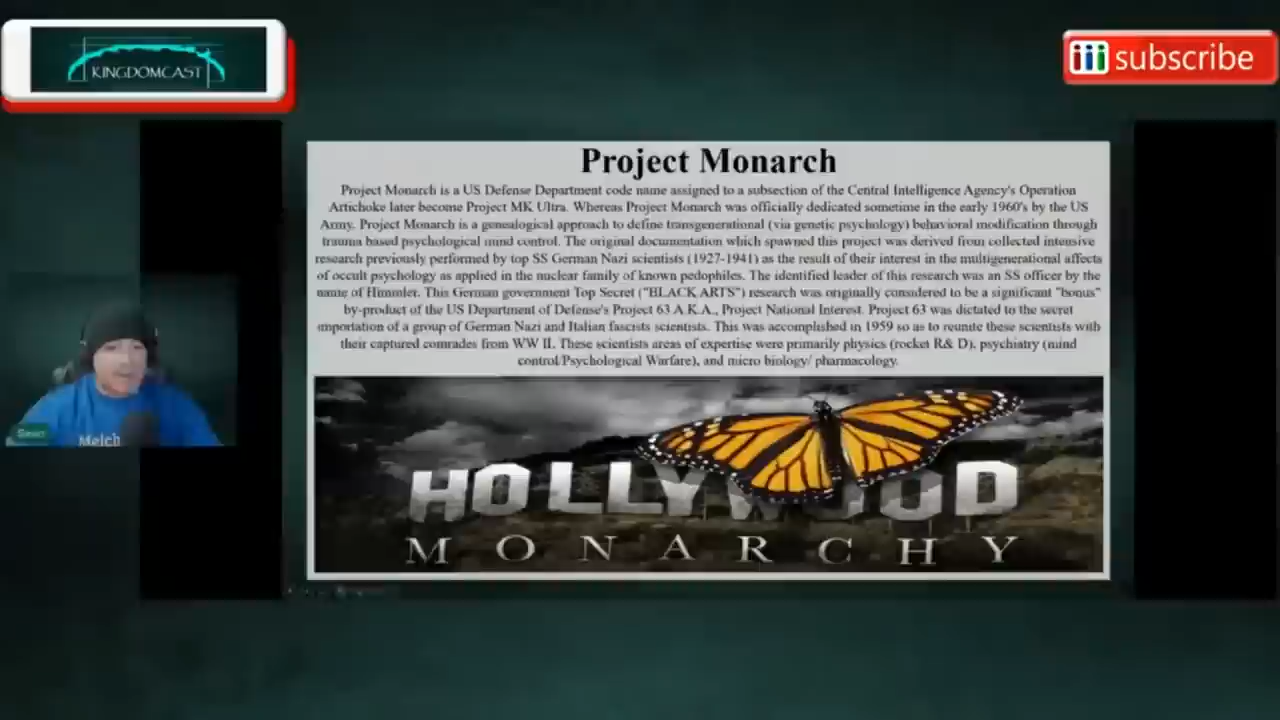 KINGDOMCAST
subscribe
Project Monarch
Project Monarch is a US Defense Department code name assigned to a subsection of the Central Intelligence Agency's Operation
Artichoke later become Project MK Ultra. Whereas Project Monarch was officially dedicated sometime in the early 1960's by the US
Army. Project Monarch is a genealogical approach to define transgenerational (via genetic psychology) behavioral modification through
trauma based psychological mind control. The original documentation which spawned this project was derived from collected intensive
research previously performed by top SS German Nazi scientists (1927-1941) as the result of their interest in the multigenerational affects
of occult psychology as applied in the nuclear family of known pedophiles. The identified leader of this research was an SS officer by the
name of Himmler. This German government Top Secret ("BLACK ARTS") research was originally considered to be a significant "bonus"
by-product of the US Department of Defense's Project 63 A.K.A., Project National Interest. Project 63 was dictated to the secret
importation of a group of German Nazi and Italian fascists scientists. This was accomplished in 1959 so as to reunite these scientists with
their captured comrades from WW II. These scientists areas of expertise were primarily physics (rocket R& D), psychiatry (mind
control/Psychological Warfare), and micro biology/ pharmacology.
HOLLYWOOD
MONARCHY
Melch